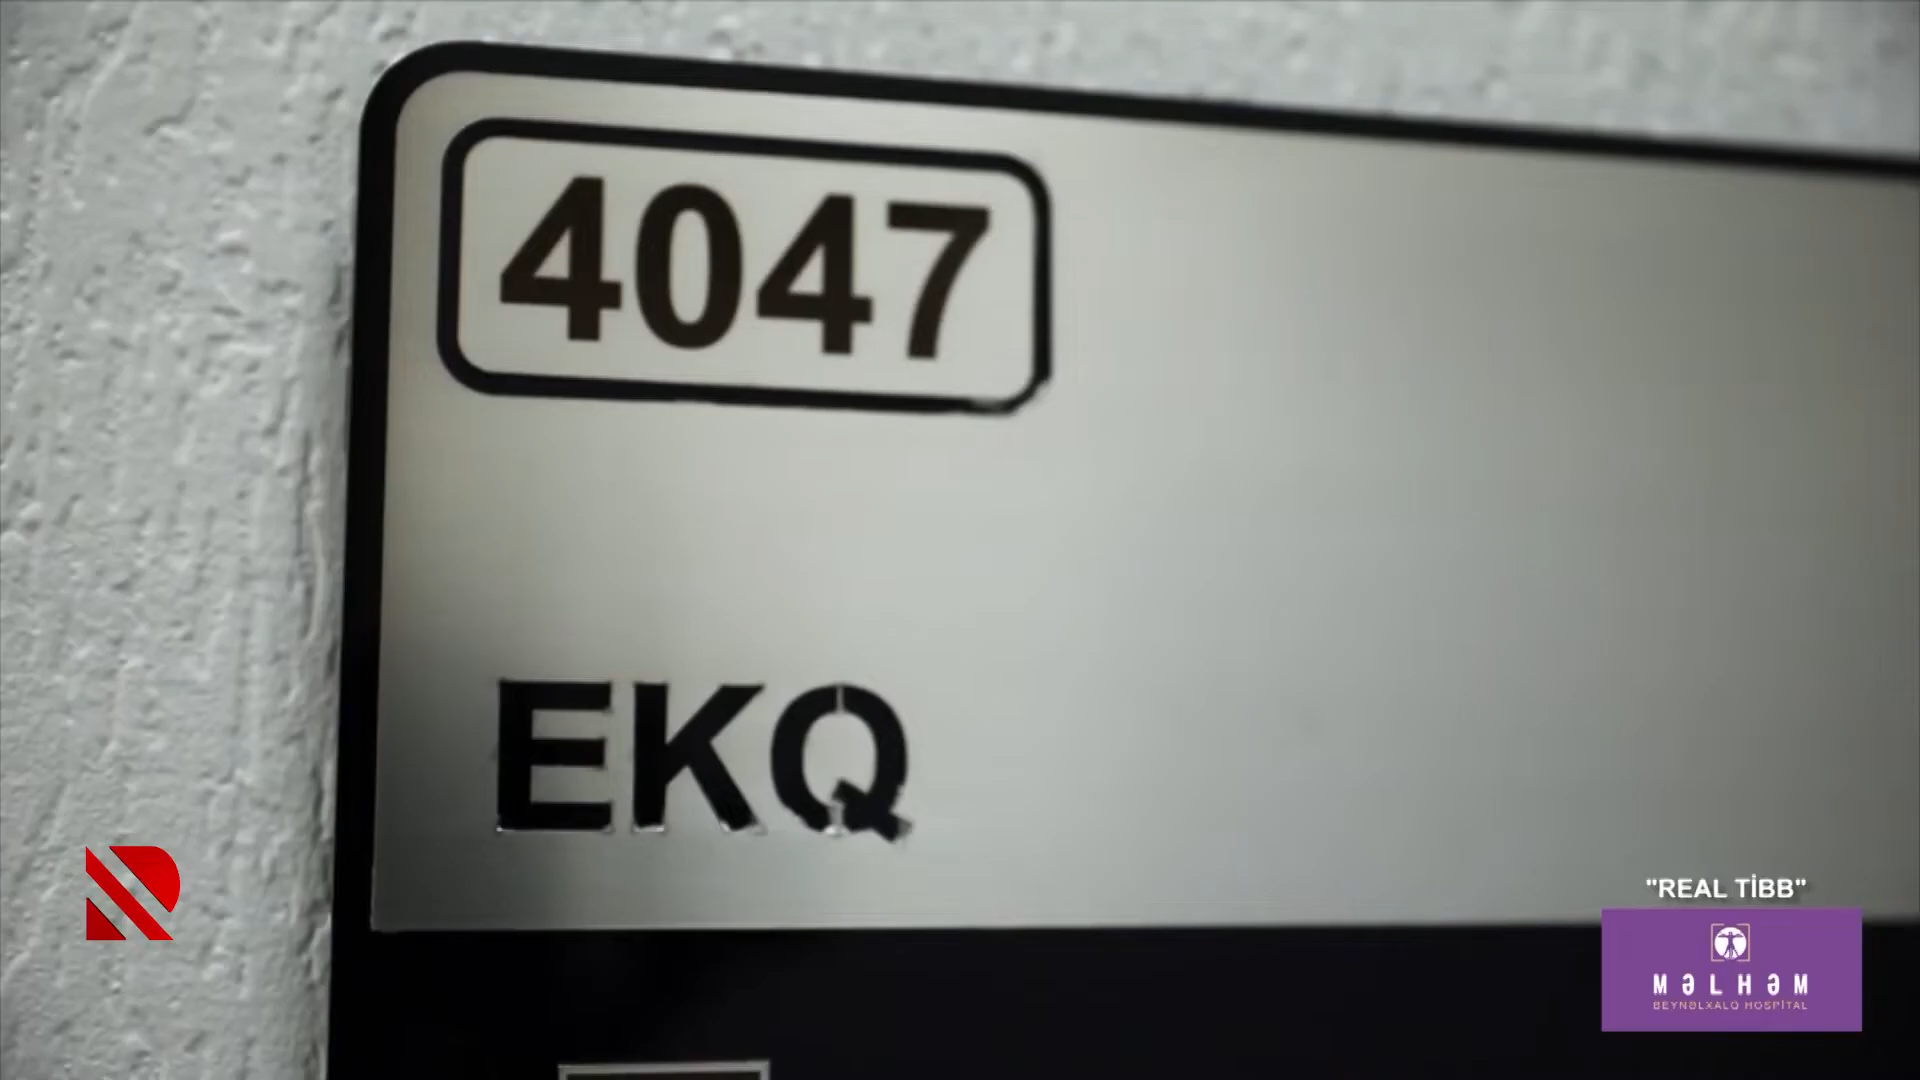 4047
EKQ
"REAL TİBB"
MƏLHƏM
BEYNƏLXALQ HOSPİTAL